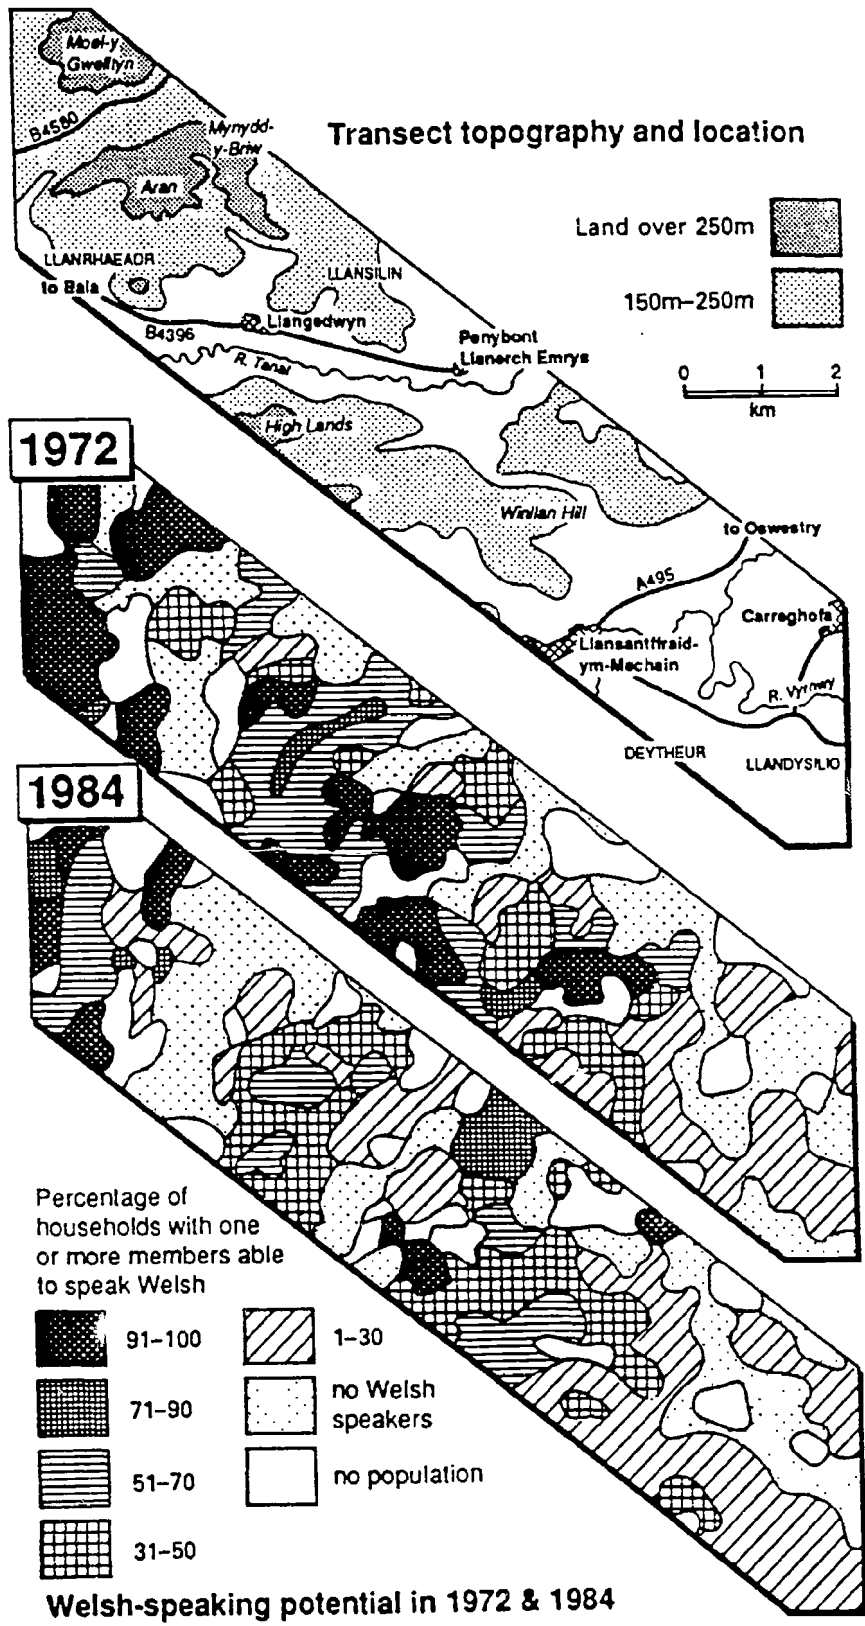 Moel-y
Gwelltyn
B4580
Mynydd-
y-Briw
Aran
Transect topography and location
Land over 250m
150m–250m
0 1 2
km
LLANRHAEADR
to Bala
LLANSILIN
Llangedwyn
B4396
R. Tanat
Penybont
Llanerch Emrys
High Lands
Winllan Hill
to Oswestry
A495
Carreghofa
Llansantffraid-
ym-Mechain
R. Vyrnwy
DEYTHEUR
LLANDYSILIO
1972
1984
Percentage of
households with one
or more members able
to speak Welsh
91–100
71–90
51–70
31–50
1–30
no Welsh
speakers
no population
Welsh-speaking potential in 1972 & 1984